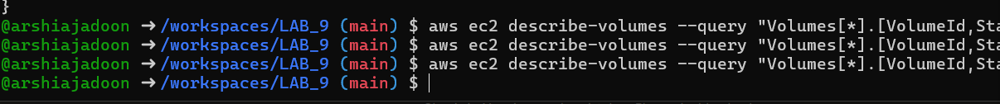 }
@arshiajadoon ➜ /workspaces/LAB_9 (main) $ aws ec2 describe-volumes --query "Volumes[*].[VolumeId,Sta
@arshiajadoon ➜ /workspaces/LAB_9 (main) $ aws ec2 describe-volumes --query "Volumes[*].[VolumeId,Sta
@arshiajadoon ➜ /workspaces/LAB_9 (main) $ aws ec2 describe-volumes --query "Volumes[*].[VolumeId,Sta
@arshiajadoon ➜ /workspaces/LAB_9 (main) $